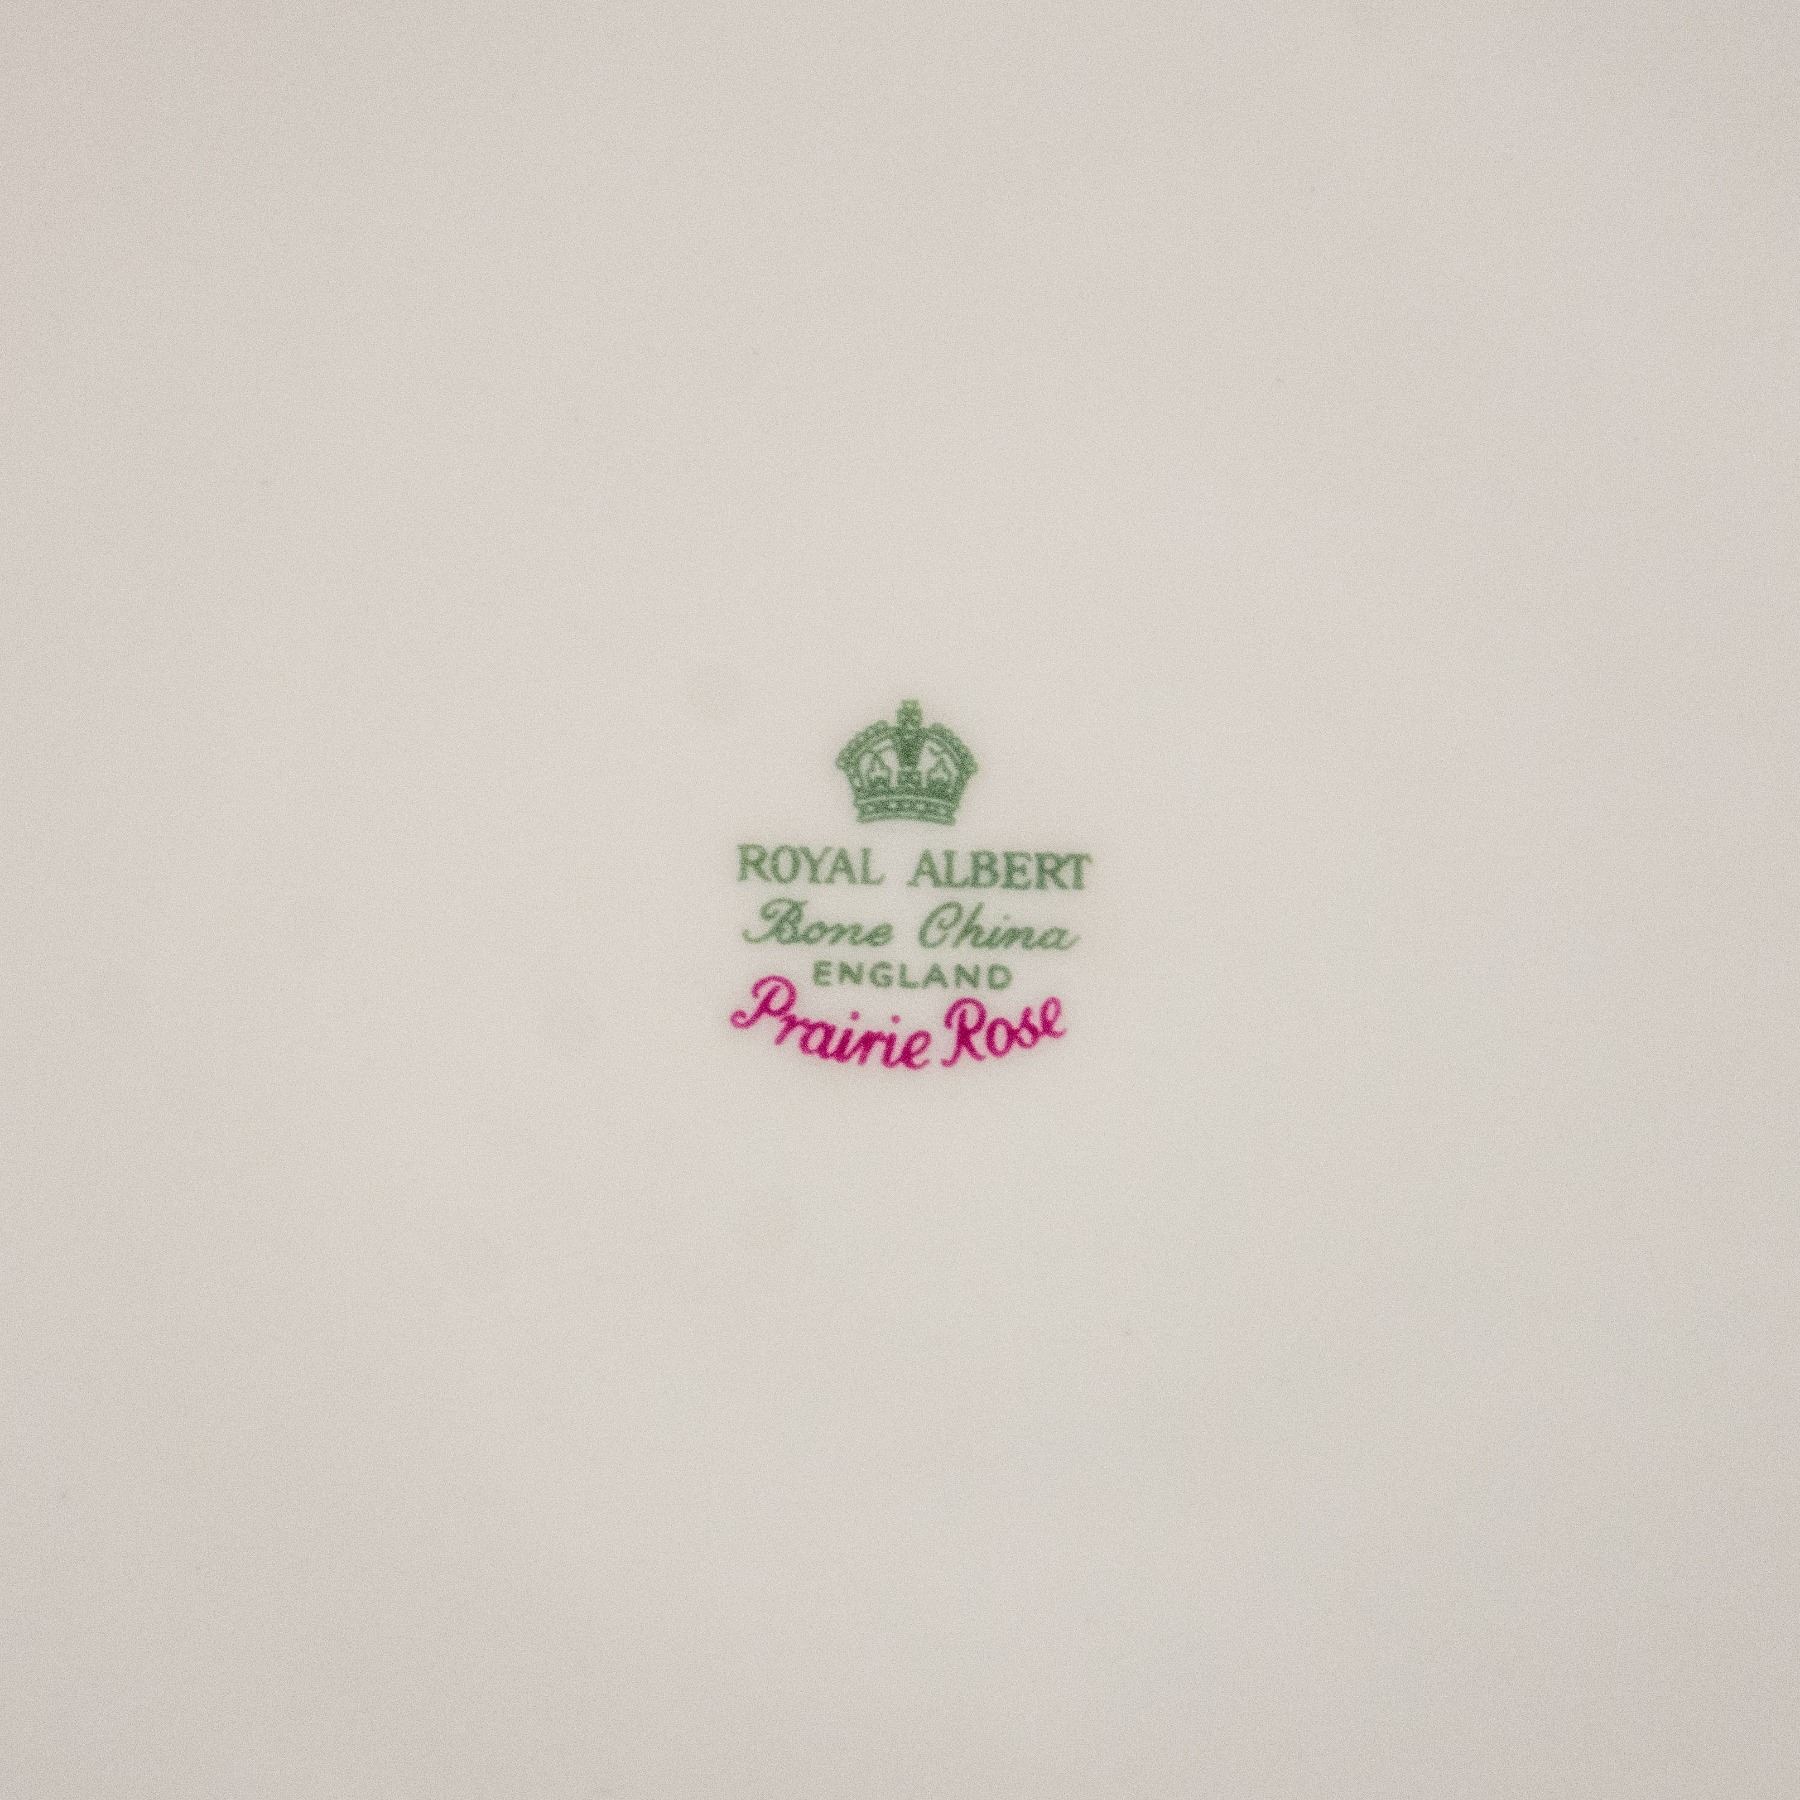 ROYAL ALBERT
Bone China
ENGLAND
Prairie Rose